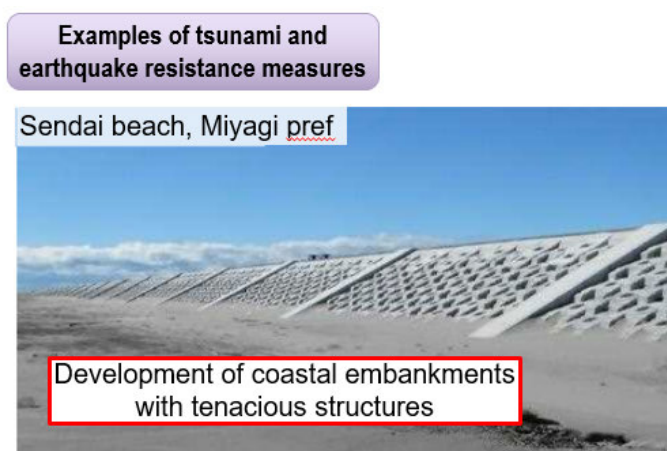 Examples of tsunami and
earthquake resistance measures
Sendai beach, Miyagi pref
Development of coastal embankments
with tenacious structures